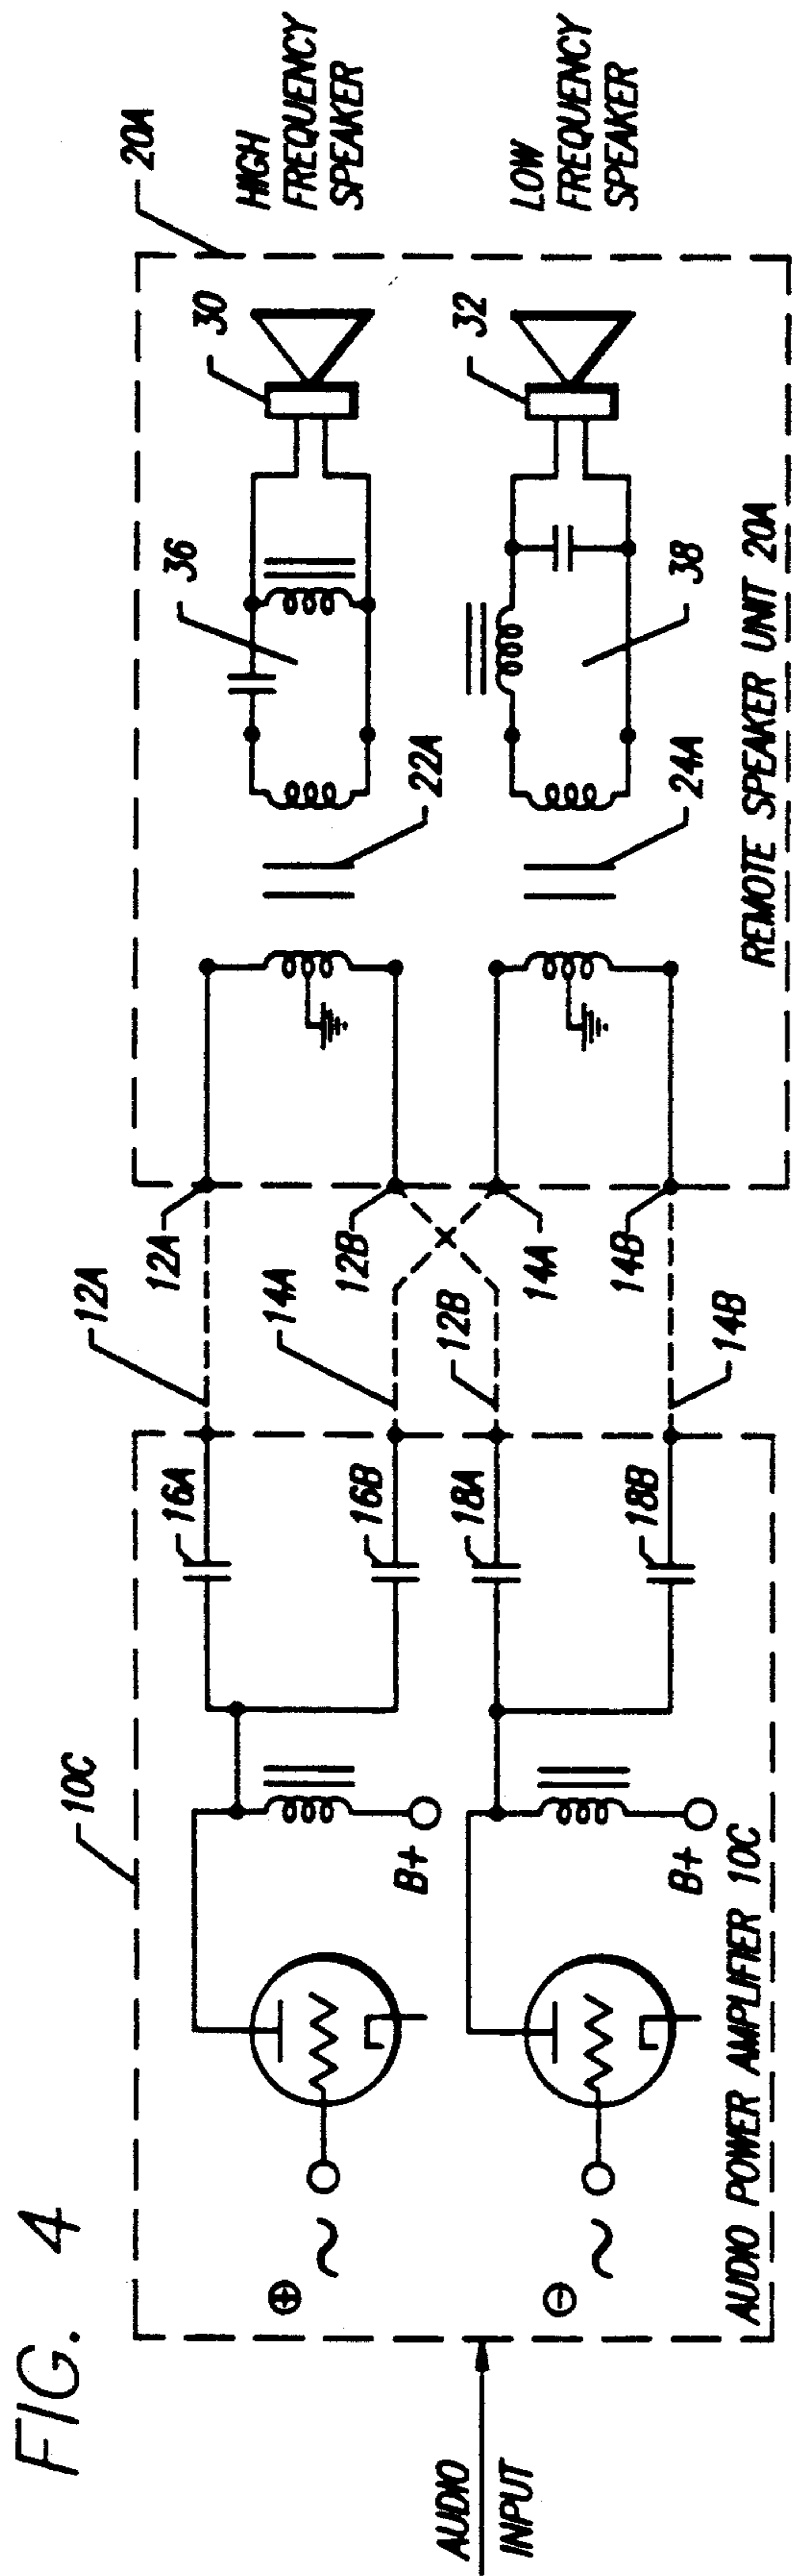 FIG. 4
10C
20A
12A
HIGH
FREQUENCY
SPEAKER
30
36
22A
12A
16A
⊕
~
B+
14A
12B
16B
12B
18A
14A
LOW
FREQUENCY
SPEAKER
32
38
24A
14B
18B
14B
⊖
~
B+
AUDIO
INPUT
AUDIO POWER AMPLIFIER 10C
REMOTE SPEAKER UNIT 20A